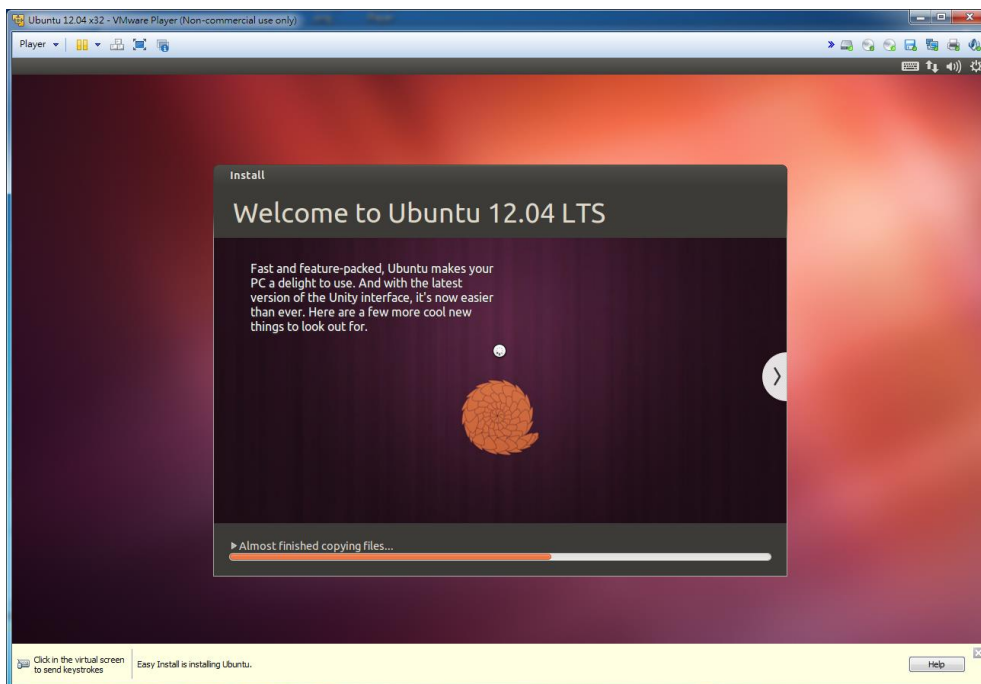 Ubuntu 12.04 x32 - VMware Player (Non-commercial use only)
Player
Install
Welcome to Ubuntu 12.04 LTS
Fast and feature-packed, Ubuntu makes your
PC a delight to use. And with the latest
version of the Unity interface, it's now easier
than ever. Here are a few more cool new
things to look out for.
Almost finished copying files...
Click in the virtual screen
to send keystrokes
Easy Install is installing Ubuntu.
Help